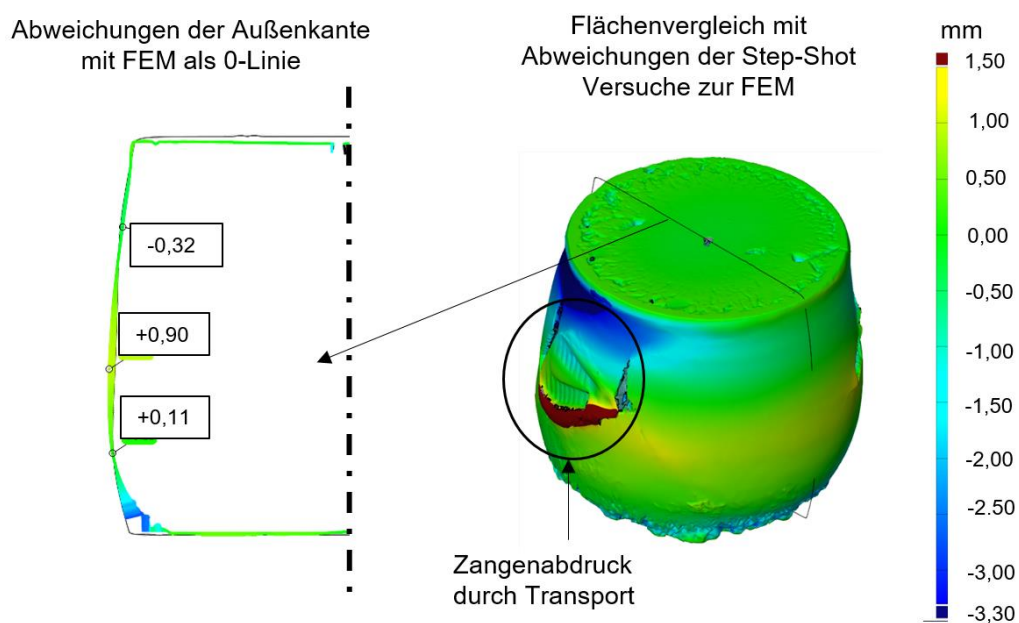 Abweichungen der Außenkante
mit FEM als 0-Linie
Flächenvergleich mit
Abweichungen der Step-Shot
Versuche zur FEM
mm
1,50
1,00
0,50
0,00
-0,50
-1,00
-1,50
-2,00
-2.50
-3,00
-3,30
-0,32
+0,90
+0,11
Zangenabdruck
durch Transport